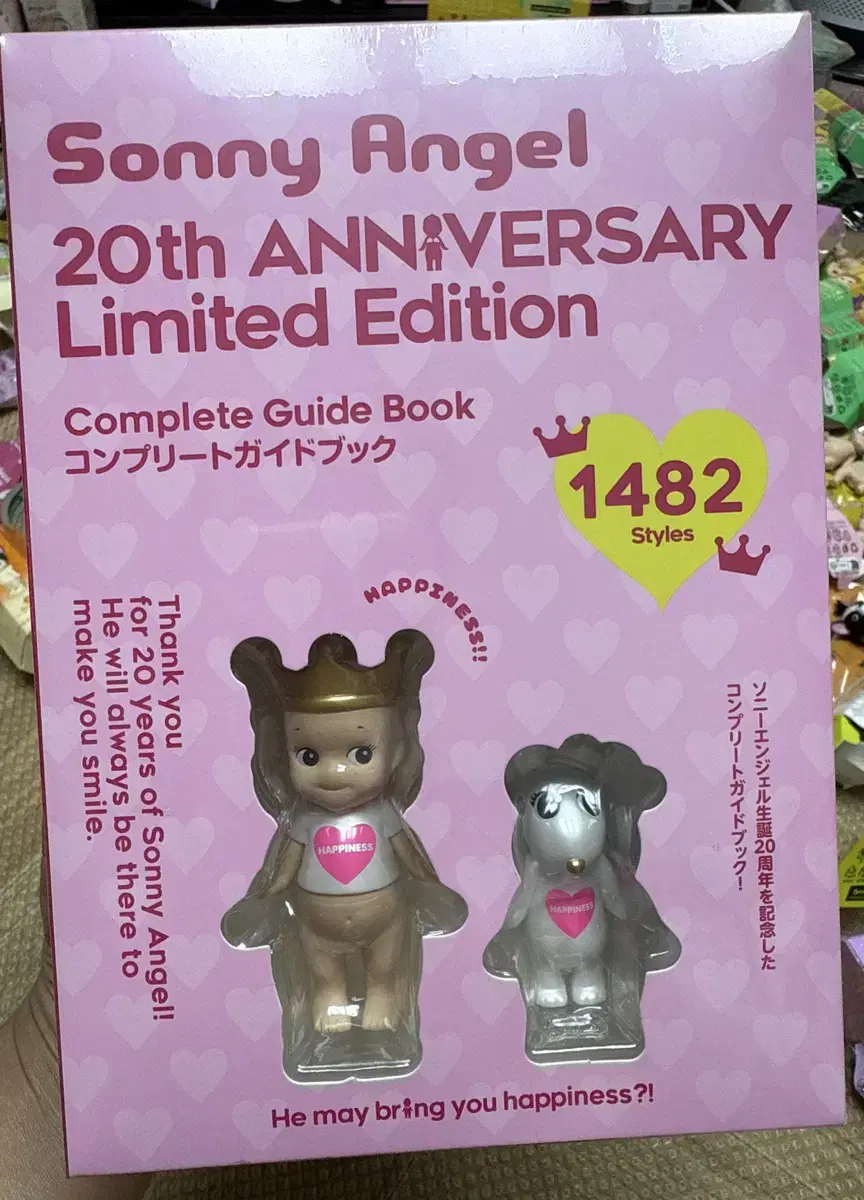 Sonny Angel
20th ANNIVERSARY
Limited Edition
Complete Guide Book
コンプリートガイドブック
1482
Styles
HAPPINESS!!
Thank you
for 20 years of Sonny Angel!
He will always be there to
make you smile.
ソニーエンジェル生誕20周年を記念した
コンプリートガイドブック!
HAPPINESS
HAPPINESS
He may bring you happiness?!